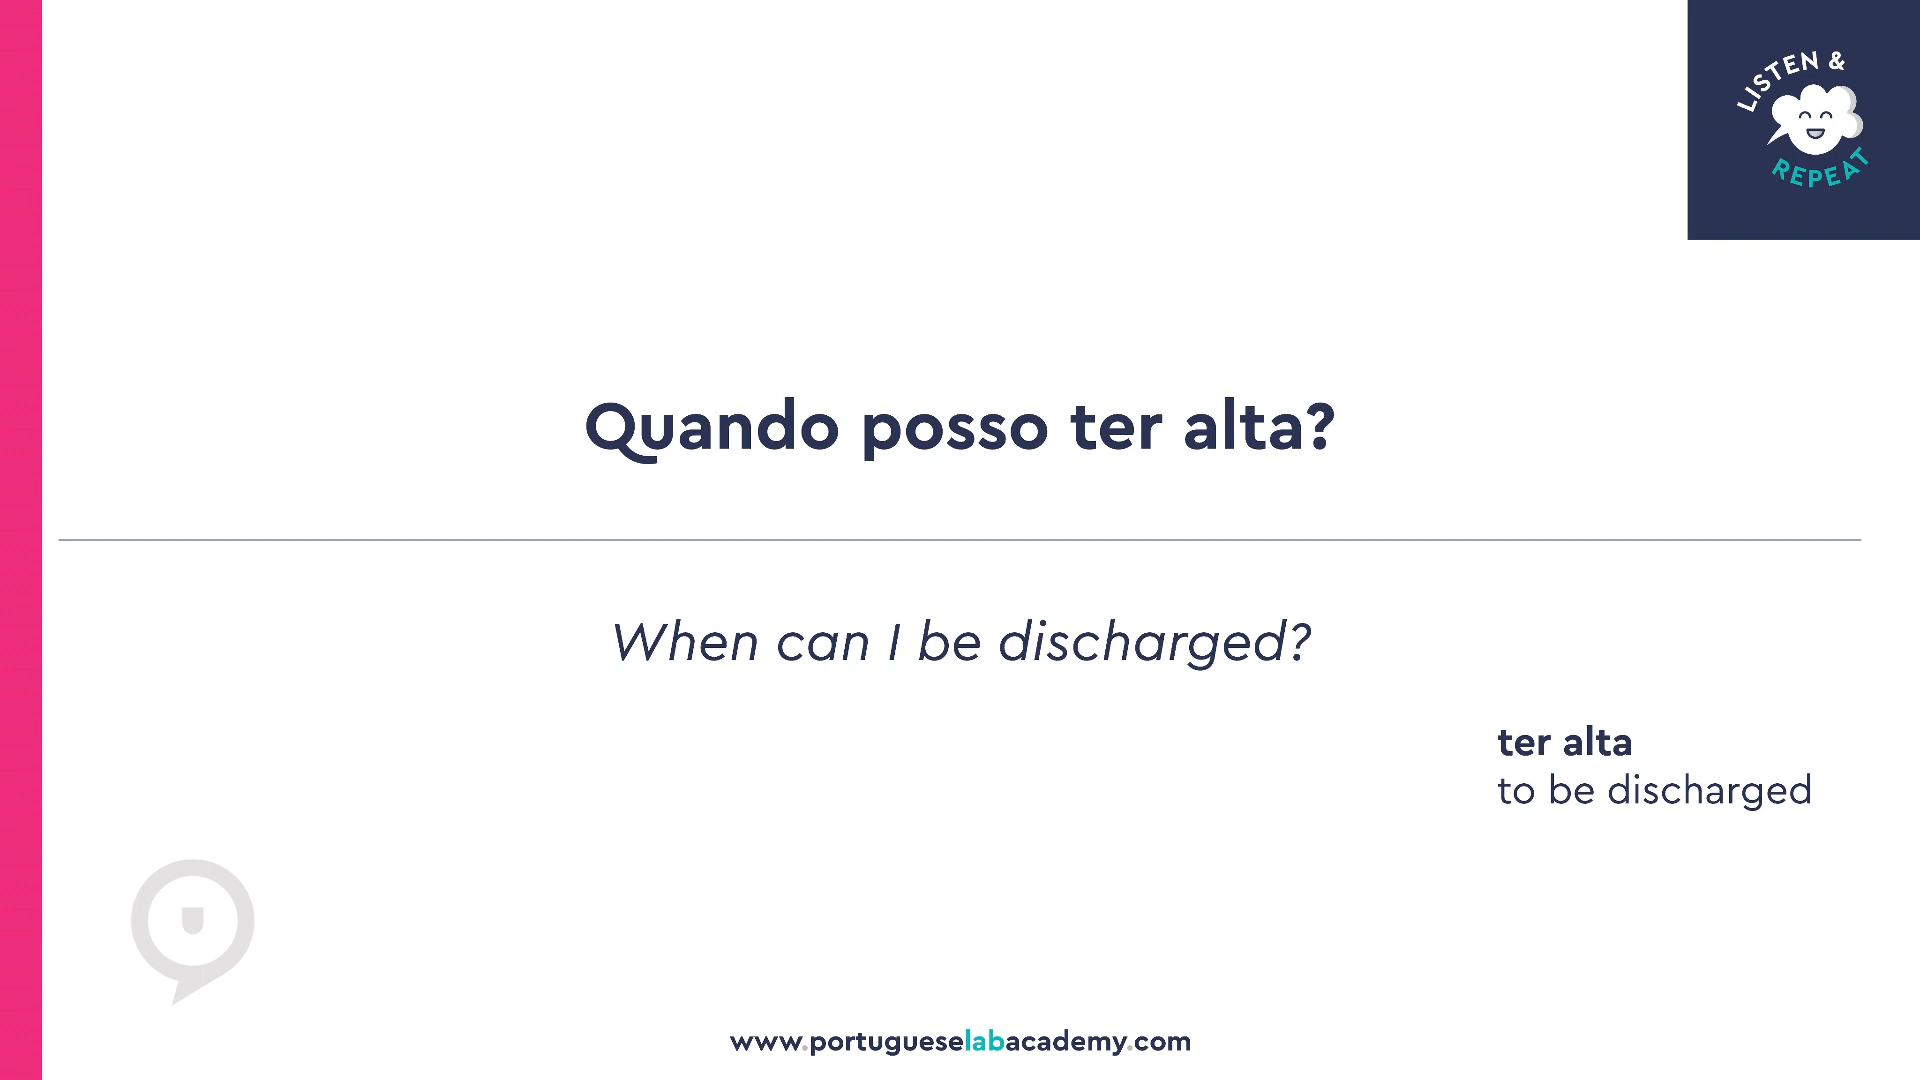 LISTEN &
REPEAT
Quando posso ter alta?
When can I be discharged?
ter alta
to be discharged
www.portugueselabacademy.com